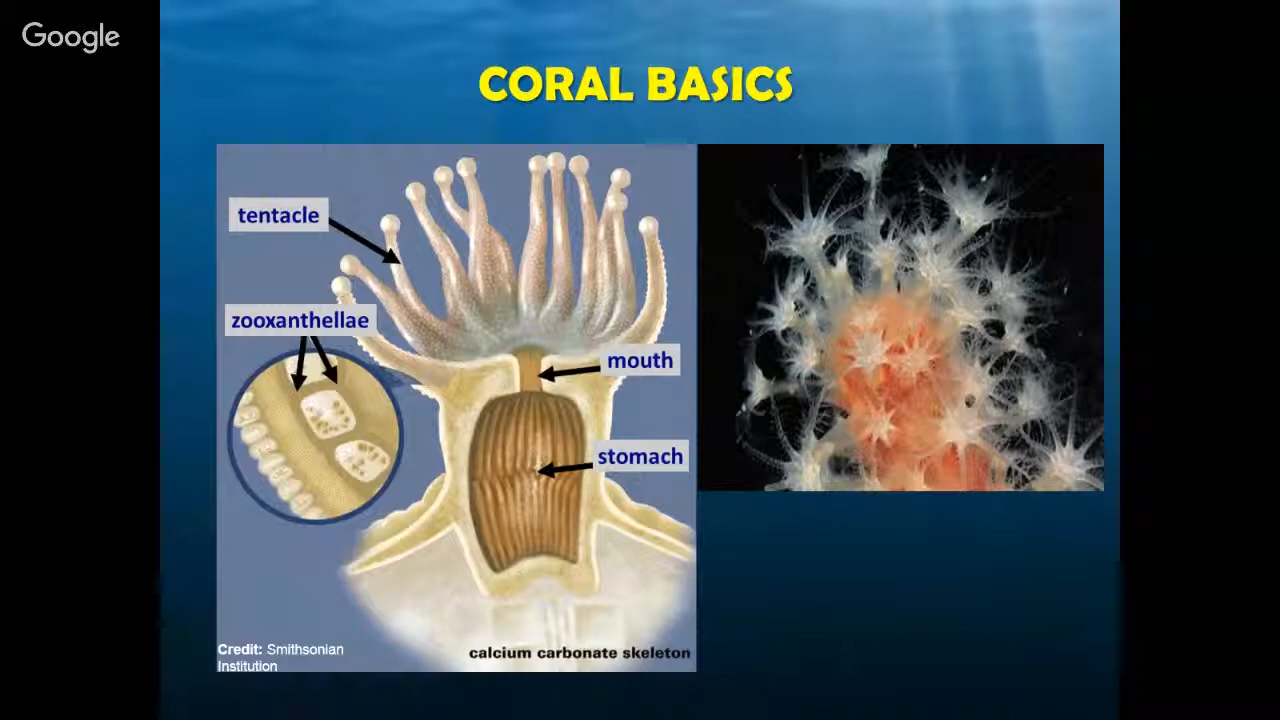 Google
CORAL BASICS
tentacle
zooxanthellae
mouth
stomach
Credit: Smithsonian
Institution
calcium carbonate skeleton